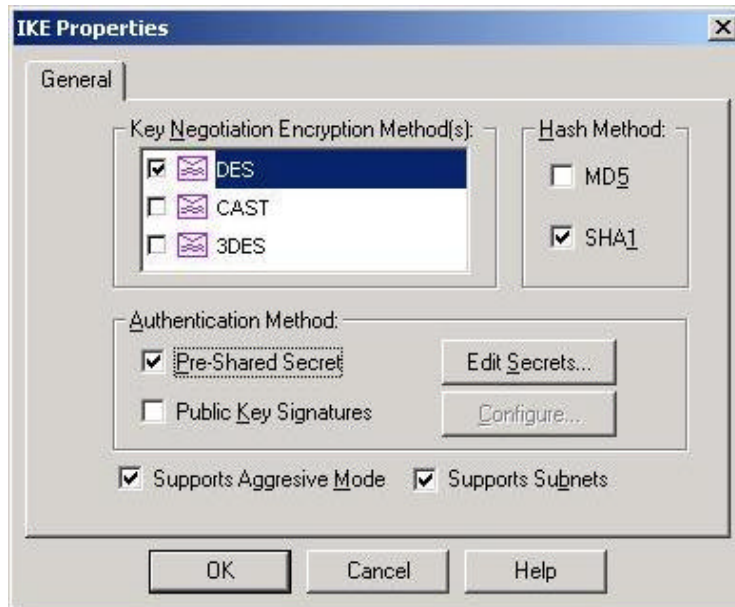 IKE Properties
General
Key Negotiation Encryption Method(s):
DES
CAST
3DES
Hash Method:
MD5
SHA1
Authentication Method:
Pre-Shared Secret
Edit Secrets...
Public Key Signatures
Configure...
Supports Aggresive Mode
Supports Subnets
OK
Cancel
Help